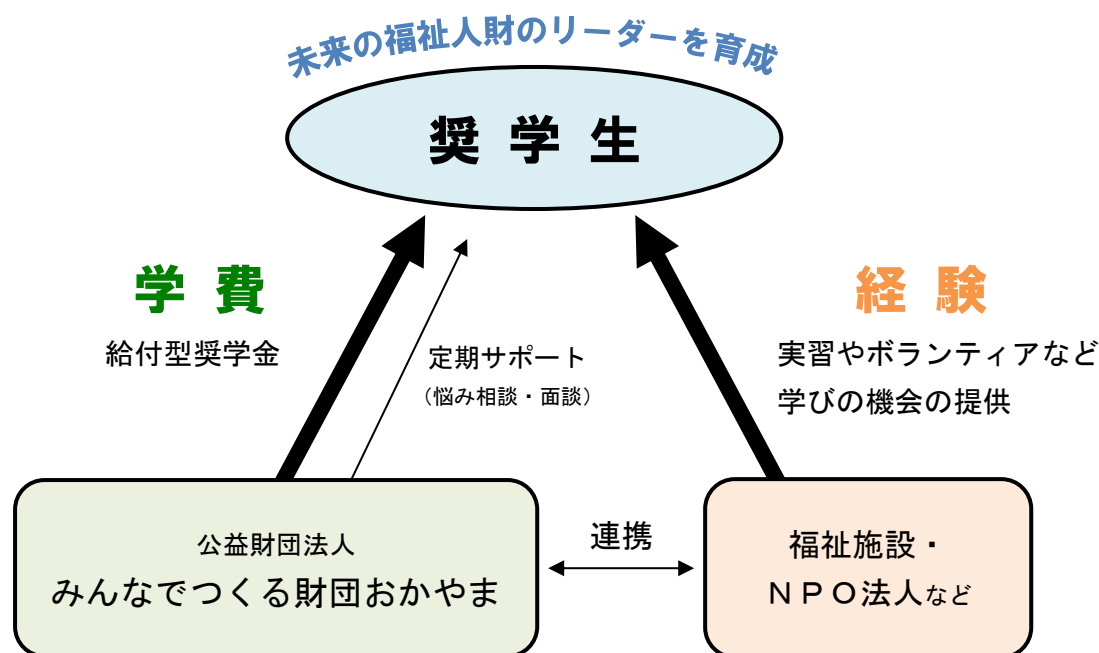 未来の福祉人財のリーダーを育成
奨学生
学費
給付型奨学金
定期サポート
（悩み相談・面談）
経験
実習やボランティアなど
学びの機会の提供
公益財団法人
みんなでつくる財団おかやま
連携
福祉施設・
ＮＰＯ法人など